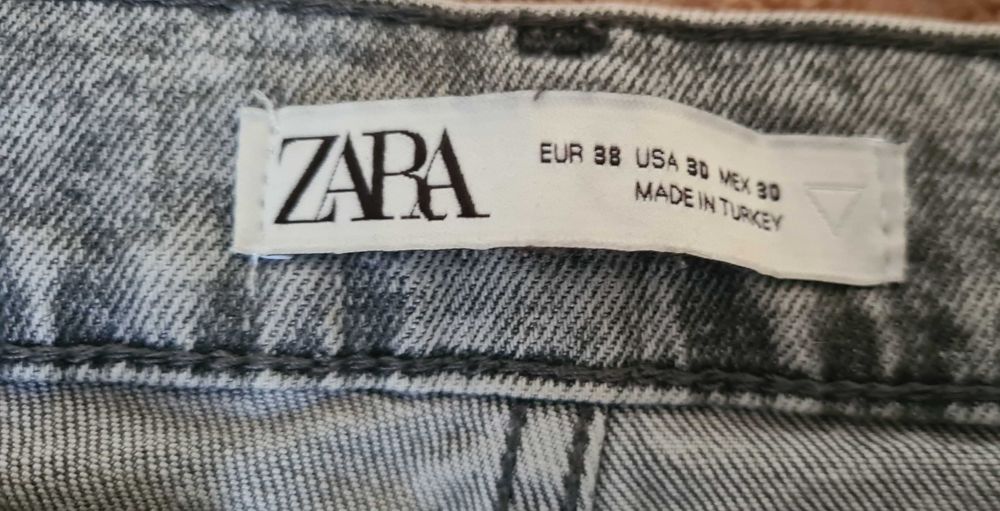 ZARA
EUR 38 USA 30 MEX 30
MADE IN TURKEY